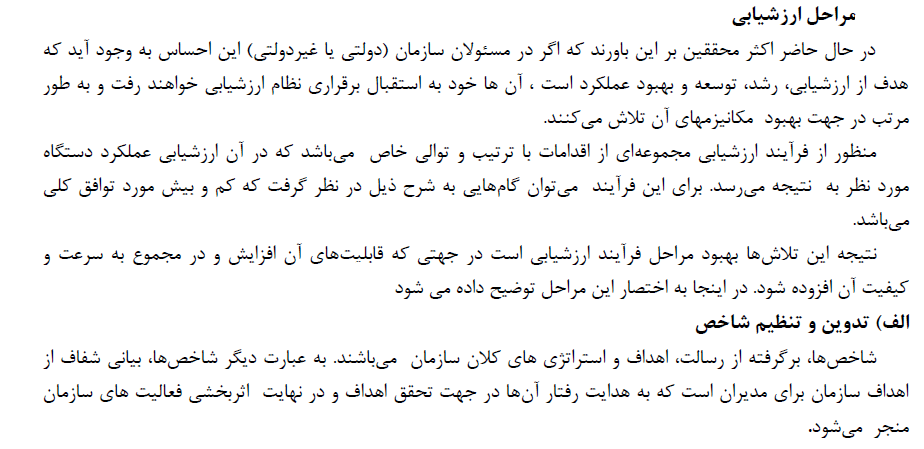 مراحل ارزشیابی
در حال حاضر اکثر محققین بر این باورند که اگر در مسئولان سازمان (دولتی یا غیردولتی) این احساس به وجود آید که
هدف از ارزشیابی، رشد، توسعه و بهبود عملکرد است ، آن ها خود به استقبال برقراری نظام ارزشیابی خواهند رفت و به طور
مرتب در جهت بهبود مکانیزمهای آن تلاش می‌کنند.
منظور از فرآیند ارزشیابی مجموعه‌ای از اقدامات با ترتیب و توالی خاص می‌باشد که در آن ارزشیابی عملکرد دستگاه
مورد نظر به نتیجه می‌رسد. برای این فرآیند می‌توان گام‌هایی به شرح ذیل در نظر گرفت که کم و بیش مورد توافق کلی
می‌باشد.
نتیجه این تلاش‌ها بهبود مراحل فرآیند ارزشیابی است در جهتی که قابلیت‌های آن افزایش و در مجموع به سرعت و
کیفیت آن افزوده شود. در اینجا به اختصار این مراحل توضیح داده می شود
الف) تدوین و تنظیم شاخص
شاخص‌ها، برگرفته از رسالت، اهداف و استراتژی های کلان سازمان می‌باشند. به عبارت دیگر شاخص‌ها، بیانی شفاف از
اهداف سازمان برای مدیران است که به هدایت رفتار آن‌ها در جهت تحقق اهداف و در نهایت اثربخشی فعالیت های سازمان
منجر می‌شود.